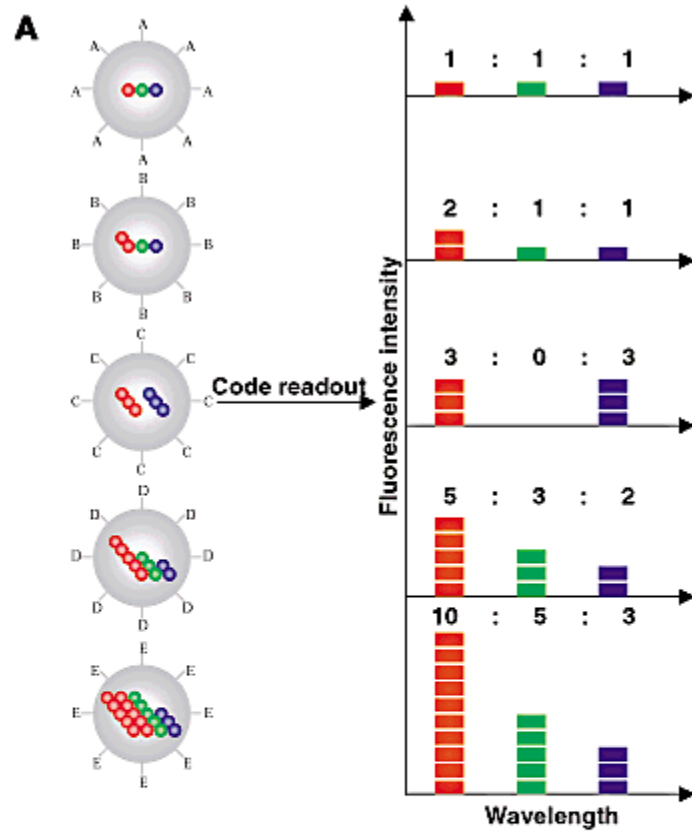 A
A
A A
A A
A A
A
B
B B
B B
B B
B
C
C C
C C
C C
C
D
D D
D D
D D
D
E
E E
E E
E E
E
Code readout
Fluorescence intensity
1 : 1 : 1
2 : 1 : 1
3 : 0 : 3
5 : 3 : 2
10 : 5 : 3
Wavelength